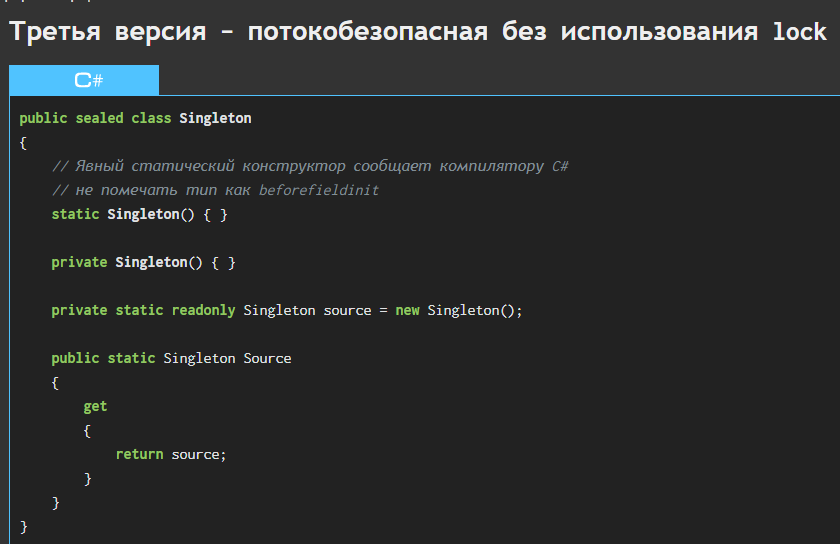 Третья версия – потокобезопасная без использования lock
C#
public sealed class Singleton
{
    // Явный статический конструктор сообщает компилятору C#
    // не помечать тип как beforefieldinit
    static Singleton() { }
    private Singleton() { }
    private static readonly Singleton source = new Singleton();
    public static Singleton Source
    {
        get
        {
            return source;
        }
    }
}